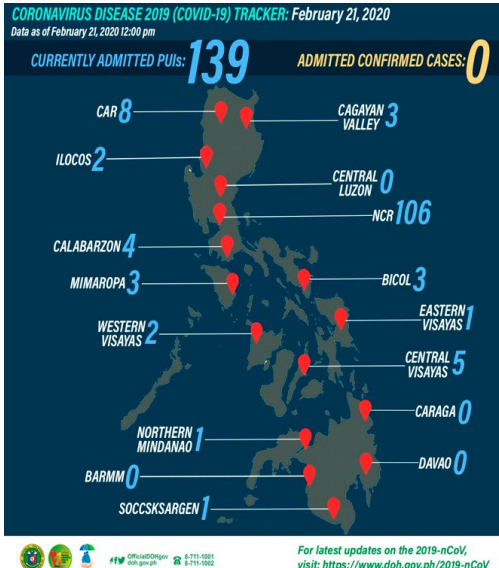 CORONAVIRUS DISEASE 2019 (COVID-19) TRACKER: February 21, 2020
Data as of February 21, 2020 12:00 pm
CURRENTLY ADMITTED PUIs: 139
ADMITTED CONFIRMED CASES: 0
CAR 8
CAGAYAN
VALLEY 3
ILOCOS 2
CENTRAL
LUZON 0
NCR 106
CALABARZON 4
MIMAROPA 3
BICOL 3
WESTERN
VISAYAS 2
EASTERN
VISAYAS 1
CENTRAL
VISAYAS 5
CARAGA 0
NORTHERN
MINDANAO 1
BARMM 0
DAVAO 0
SOCCSKSARGEN 1
OfficialDOHgov
doh.gov.ph
8-711-1001
8-711-1002
For latest updates on the 2019-nCoV,
visit: https://www.doh.gov.ph/2019-nCoV